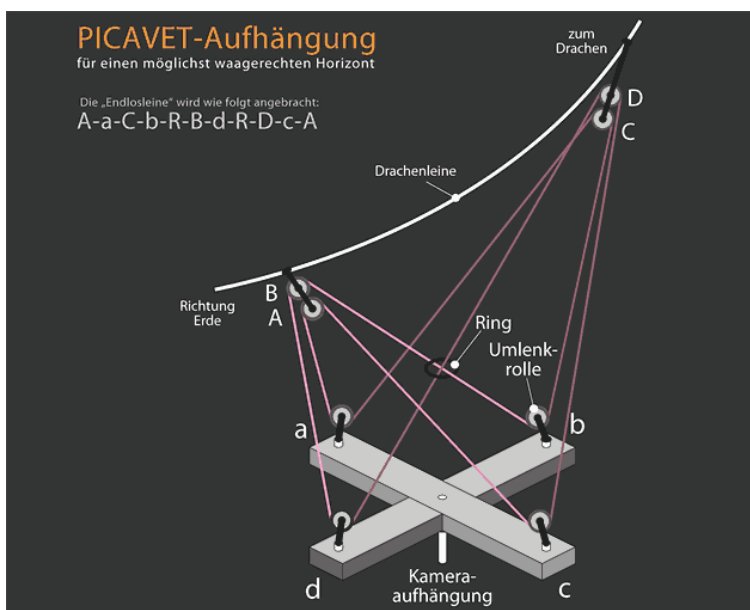 PICAVET-Aufhängung
für einen möglichst waagerechten Horizont
Die „Endlosleine" wird wie folgt angebracht:
A-a-C-b-R-B-d-R-D-c-A
zum
Drachen
D
C
Drachenleine
B
A
Richtung
Erde
Ring
Umlenk-
rolle
a
b
d
Kamera-
aufhängung
c